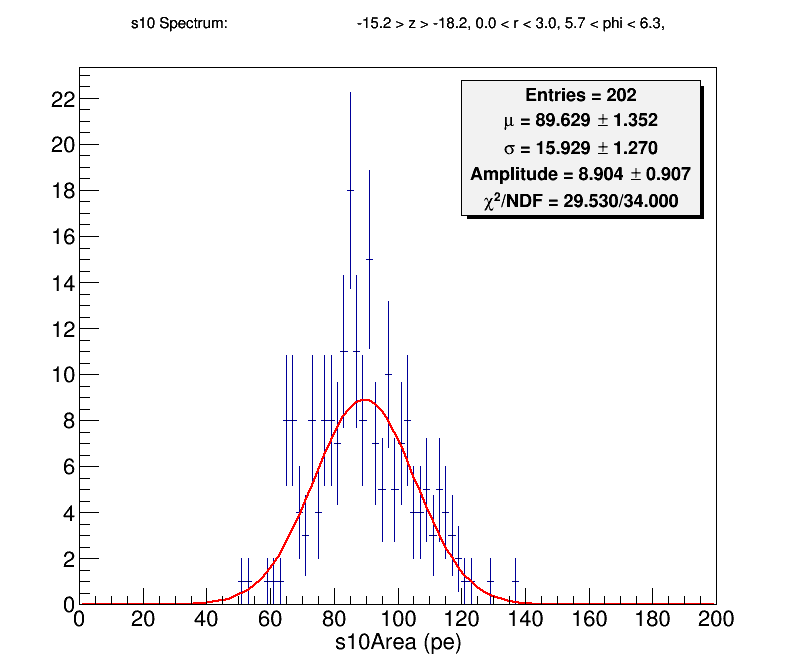 s10 Spectrum: -15.2 > z > -18.2, 0.0 < r < 3.0, 5.7 < phi < 6.3,
Entries = 202
μ = 89.629 ± 1.352
σ = 15.929 ± 1.270
Amplitude = 8.904 ± 0.907
χ²/NDF = 29.530/34.000
22
20
18
16
14
12
10
8
6
4
2
0
0 20 40 60 80 100 120 140 160 180 200
s10Area (pe)